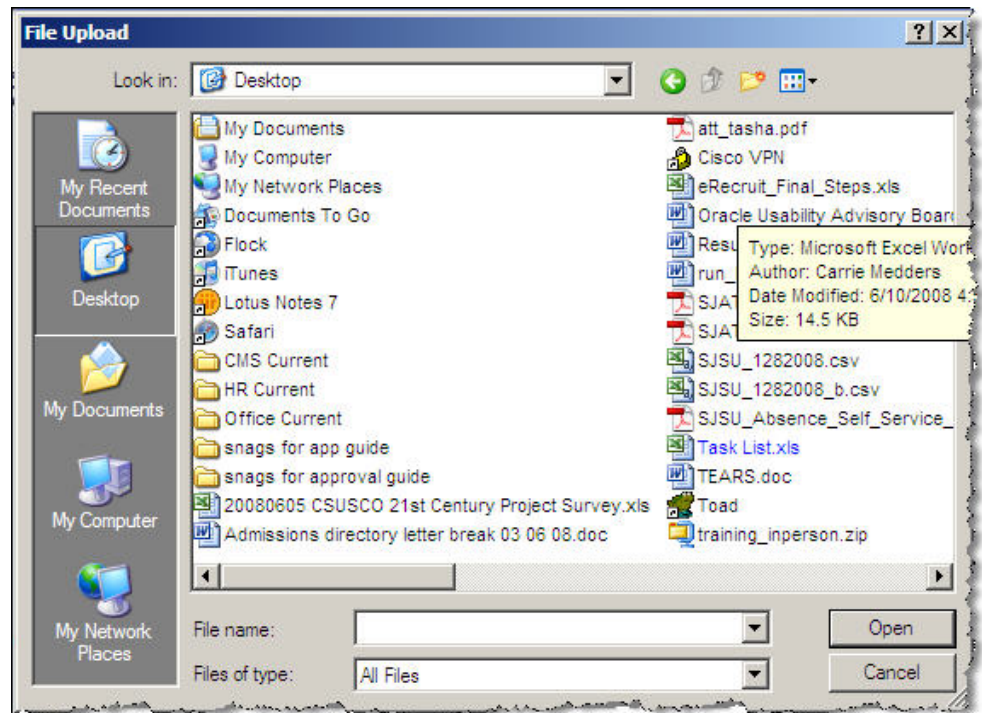 File Upload
Look in:
Desktop
My Recent
Documents
Desktop
My Documents
My Computer
My Network
Places
My Documents
My Computer
My Network Places
Documents To Go
Flock
iTunes
Lotus Notes 7
Safari
CMS Current
HR Current
Office Current
snags for app guide
snags for approval guide
20080605 CSUSCO 21st Century Project Survey.xls
Admissions directory letter break 03 06 08.doc
att_tasha.pdf
Cisco VPN
eRecruit_Final_Steps.xls
Oracle Usability Advisory Board
Resu
run_
SJAT
SJAT
SJSU_1282008.csv
SJSU_1282008_b.csv
SJSU_Absence_Self_Service_
Task List.xls
TEARS.doc
Toad
training_inperson.zip
Type: Microsoft Excel Work
Author: Carrie Medders
Date Modified: 6/10/2008 4:
Size: 14.5 KB
File name:
Open
Files of type:
All Files
Cancel